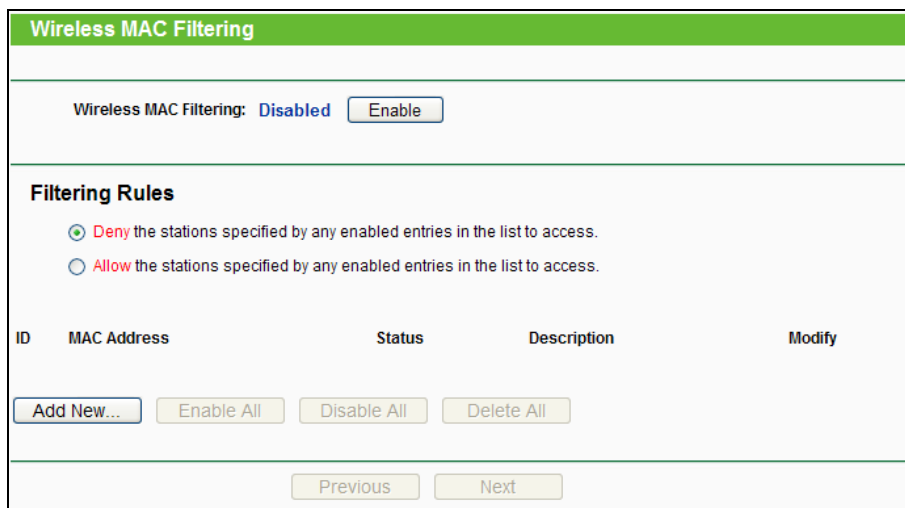 Wireless MAC Filtering
Wireless MAC Filtering: Disabled Enable
Filtering Rules
Deny the stations specified by any enabled entries in the list to access.
Allow the stations specified by any enabled entries in the list to access.
ID MAC Address Status Description Modify
Add New... Enable All Disable All Delete All
Previous Next